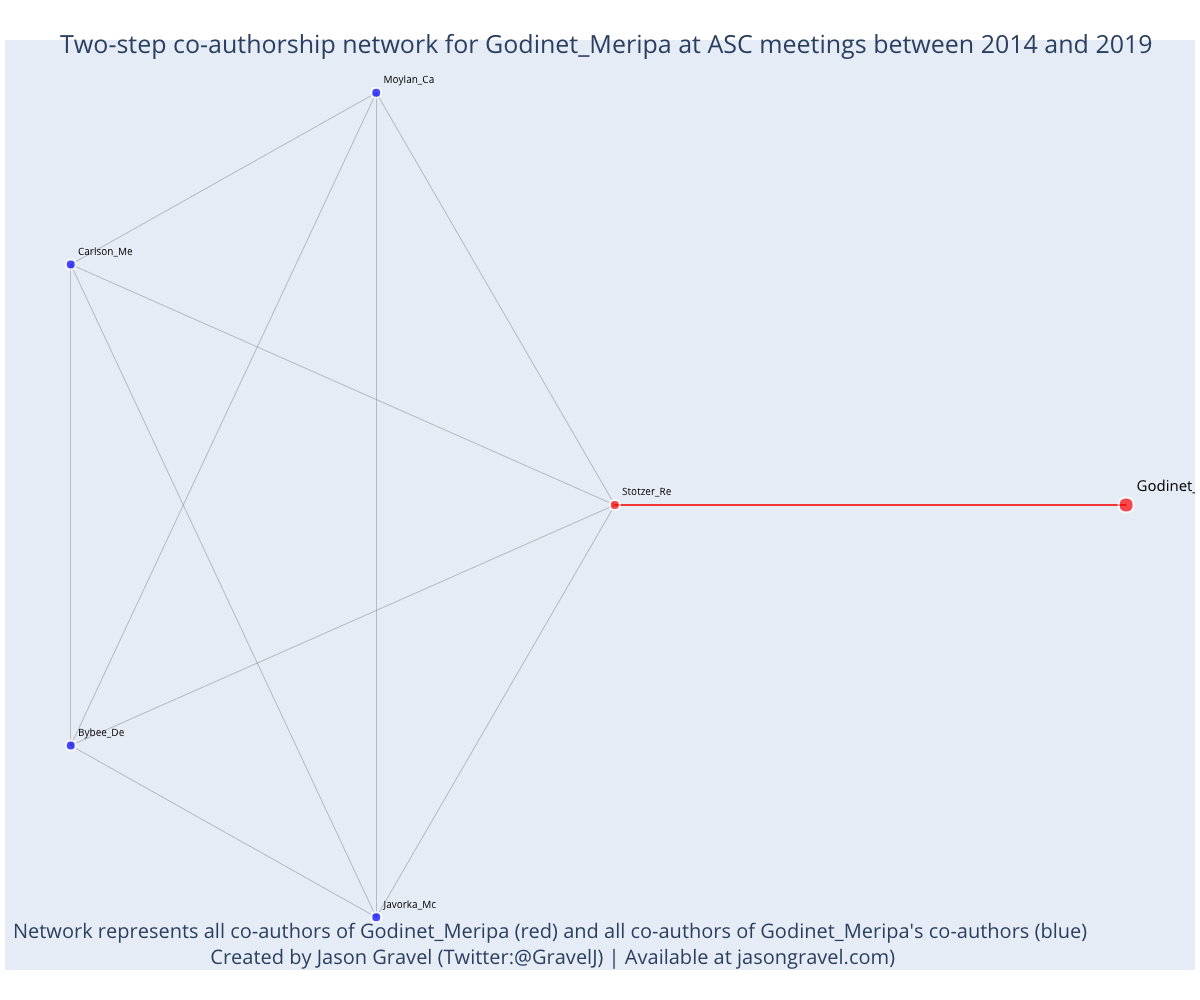 Two-step co-authorship network for Godinet_Meripa at ASC meetings between 2014 and 2019
Moylan_Ca
Carlson_Me
Stotzer_Re
Godinet_
Bybee_De
Javorka_Mc
Network represents all co-authors of Godinet_Meripa (red) and all co-authors of Godinet_Meripa's co-authors (blue)
Created by Jason Gravel (Twitter:@GravelJ) | Available at jasongravel.com)